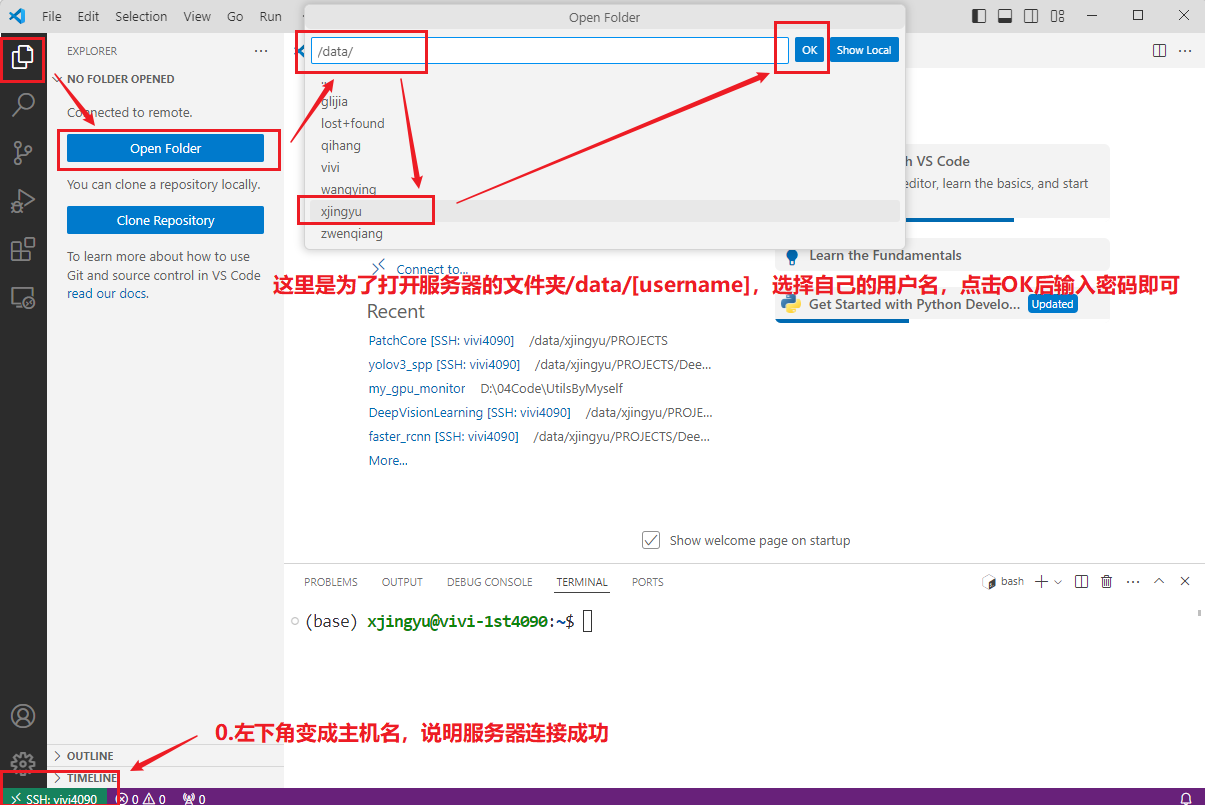 File Edit Selection View Go Run
Open Folder
EXPLORER
/data/
OK
Show Local
NO FOLDER OPENED
..
glijia
lost+found
qihang
vivi
wangying
xjingyu
zwenqiang
Connected to remote.
Open Folder
You can clone a repository locally.
Clone Repository
To learn more about how to use
Git and source control in VS Code
read our docs.
h VS Code
editor, learn the basics, and start
Learn the Fundamentals
Connect to...
这里是为了打开服务器的文件夹/data/[username]，选择自己的用户名，点击OK后输入密码即可
Get Started with Python Develo... Updated
Recent
PatchCore [SSH: vivi4090] /data/xjingyu/PROJECTS
yolov3_spp [SSH: vivi4090] /data/xjingyu/PROJECTS/Dee...
my_gpu_monitor D:\04Code\UtilsByMyself
DeepVisionLearning [SSH: vivi4090] /data/xjingyu/PROJE...
faster_rcnn [SSH: vivi4090] /data/xjingyu/PROJECTS/Dee...
More...
Show welcome page on startup
PROBLEMS OUTPUT DEBUG CONSOLE TERMINAL PORTS
bash
(base) xjingyu@vivi-1st4090:~$
0.左下角变成主机名，说明服务器连接成功
OUTLINE
TIMELINE
SSH: vivi4090 0 0 0